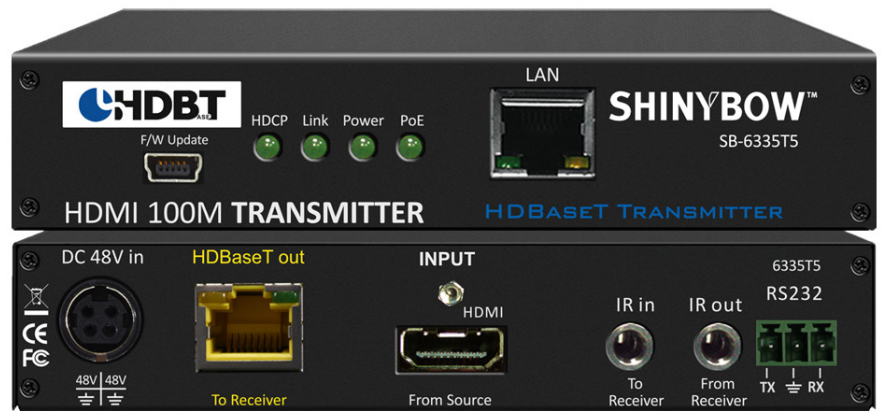 HDBT
ASE
LAN
SHINYBOW™
SB-6335T5
F/W Update
HDCP Link Power PoE
HDMI 100M TRANSMITTER
HDBaseT Transmitter
DC 48V in
HDBaseT out
INPUT
HDMI
IR in
IR out
6335T5
RS232
CE
FC
48V 48V
To Receiver
From Source
To
Receiver
From
Receiver
TX RX